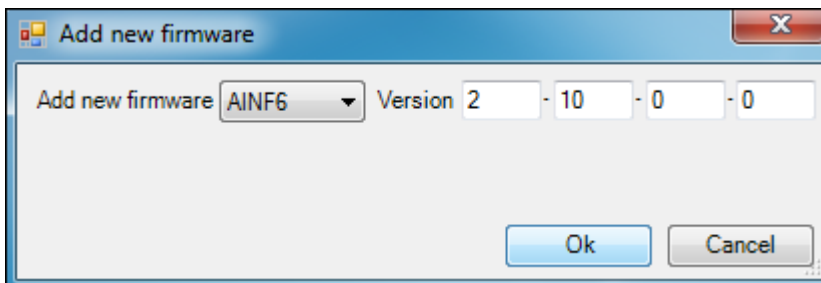 Add new firmware
Add new firmware AINF6 Version 2 - 10 - 0 - 0
Ok Cancel